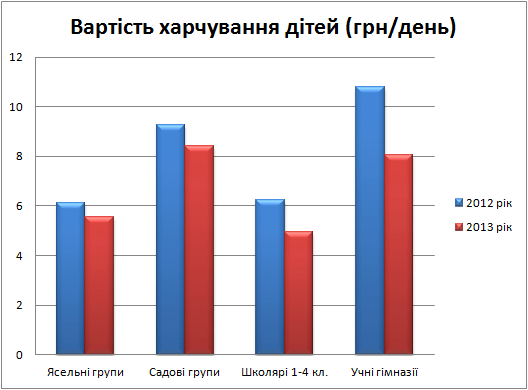 Вартість харчування дітей (грн/день)
12
10
8
6
4
2
0
Ясельні групи
Садові групи
Школярі 1-4 кл.
Учні гімназії
2012 рік
2013 рік